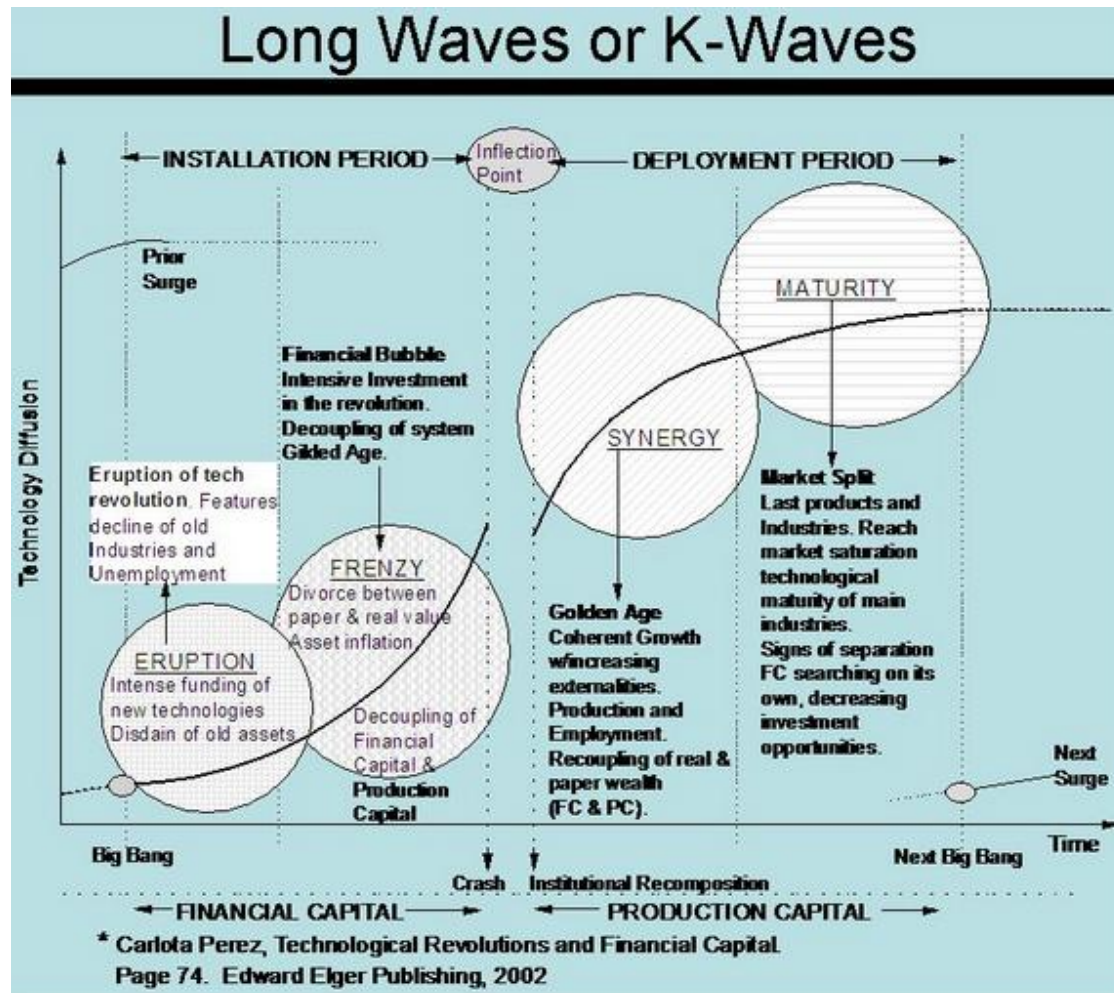 Long Waves or K-Waves
INSTALLATION PERIOD
Inflection
Point
DEPLOYMENT PERIOD
Prior
Surge
MATURITY
Financial Bubble
Intensive Investment
in the revolution.
Decoupling of system
Gilded Age.
SYNERGY
Technology Diffusion
Eruption of tech
revolution. Features
decline of old
Industries and
Unemployment
FRENZY
Divorce between
paper & real value
Asset inflation
Decoupling of
Financial
Capital &
Production
Capital
ERUPTION
Intense funding of
new technologies
Disdain of old assets
Golden Age
Coherent Growth
w/increasing
externalities.
Production and
Employment.
Recoupling of real &
paper wealth
(FC & PC).
Market Split
Last products and
Industries. Reach
market saturation
technological
maturity of main
industries.
Signs of separation
FC searching on its
own, decreasing
investment
opportunities.
Next
Surge
Time
Big Bang
Next Big Bang
Crash
Institutional Recomposition
FINANCIAL CAPITAL
PRODUCTION CAPITAL
* Carlota Perez, Technological Revolutions and Financial Capital.
Page 74. Edward Elger Publishing, 2002